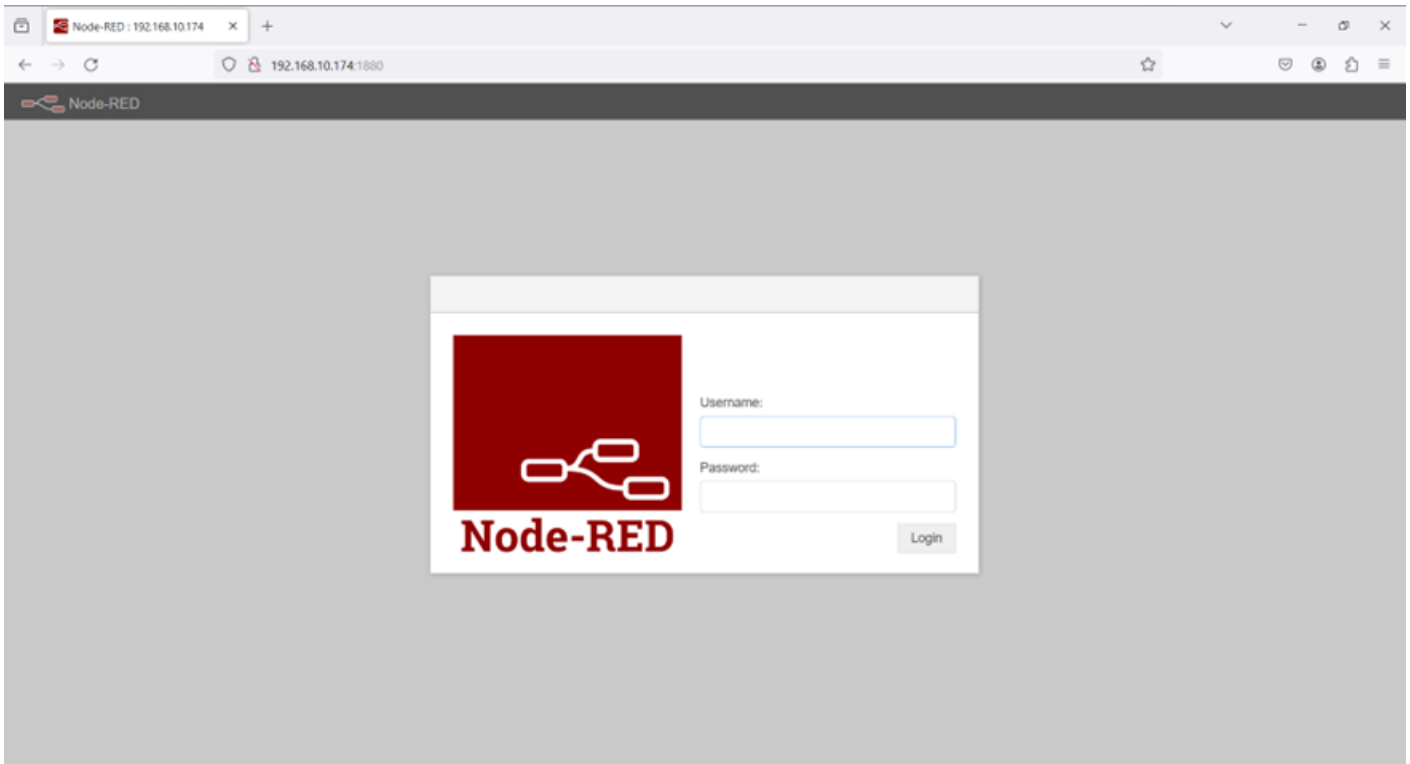 Node-RED : 192.168.10.174
192.168.10.174:1880
Node-RED
Username:
Password:
Node-RED
Login